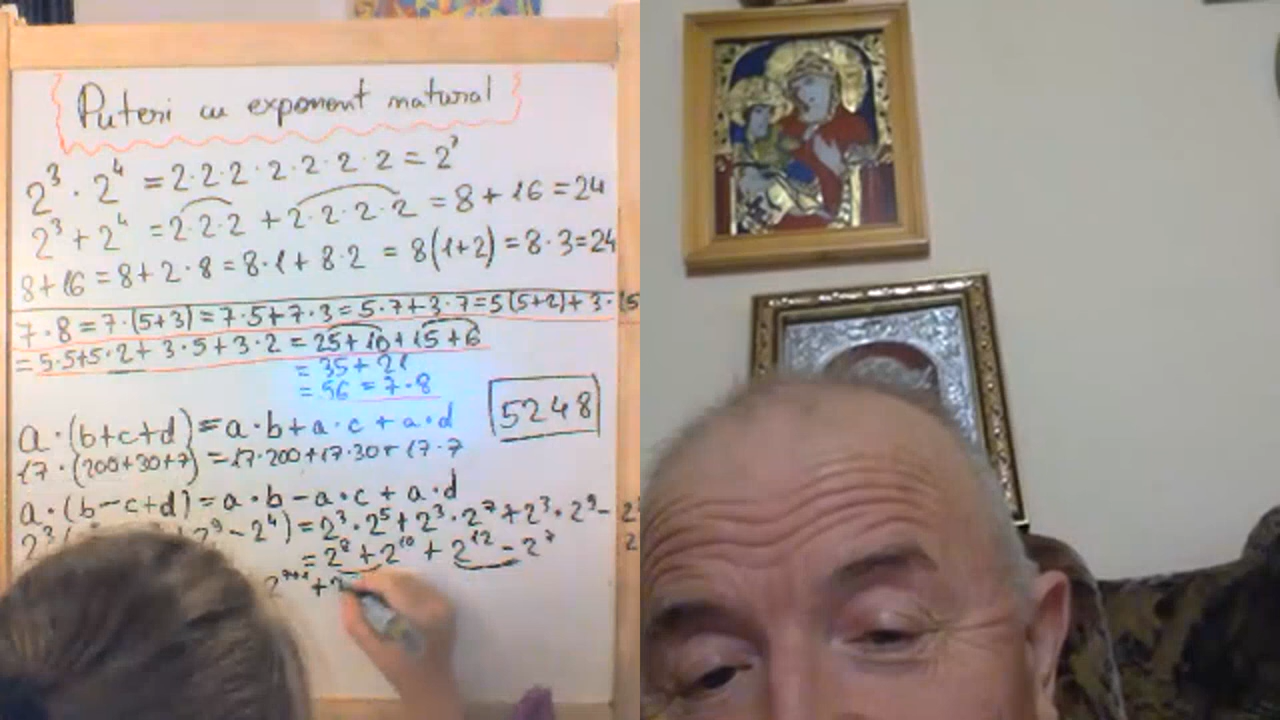 Puteri cu exponent natural
2³ · 2⁴ = 2·2·2·2·2·2·2 = 2⁷
2³ + 2⁴ = 2·2·2 + 2·2·2·2 = 8 + 16 = 24
8+16 = 8 + 2·8 = 8·1 + 8·2 = 8(1+2) = 8·3=24
7·8 = 7·(5+3) = 7·5+7·3 = 5·7+3·7=5(5+2)+3·(5
= 5·5+5·2+3·5+3·2 = 25+10+15+6
= 35 + 21
= 56 = 7·8
5248
a·(b+c+d) = a·b+a·c+a·d
17·(200+30+7) = 17·200+17·30+17·7
a·(b-c+d) = a·b-a·c+a·d
2³( 2⁹-2⁴) = 2³·2⁵+2³·2⁷+2³·2⁹-
= 2⁸+2¹⁰+2¹²-2⁷